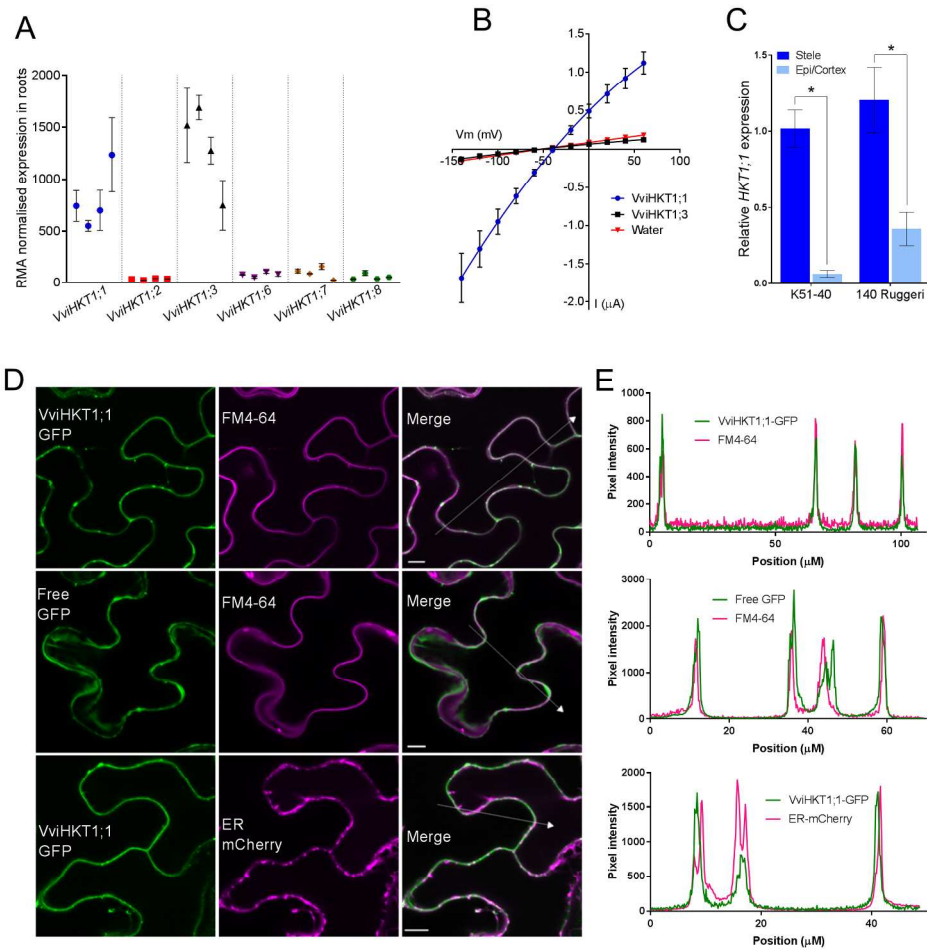 A
RMA normalised expression in roots
2000
1500
1000
500
0
VviHKT1;1
VviHKT1;2
VviHKT1;3
VviHKT1;6
VviHKT1;7
VviHKT1;8
B
1.5
1.0
0.5
Vm (mV)
-150
-100
-50
0
50
100
-0.5
-1.0
-1.5
-2.0
I (μA)
VviHKT1;1
VviHKT1;3
Water
C
Relative HKT1;1 expression
1.5
1.0
0.5
0.0
Stele
Epi/Cortex
*
*
K51-40
140 Ruggeri
D
VviHKT1;1
GFP
FM4-64
Merge
Free
GFP
FM4-64
Merge
VviHKT1;1
GFP
ER
mCherry
Merge
E
Pixel intensity
1000
800
600
400
200
0
VviHKT1;1-GFP
FM4-64
0
50
100
Position (μM)
Pixel intensity
3000
2000
1000
0
Free GFP
FM4-64
0
20
40
60
Position (μM)
Pixel intensity
2000
1500
1000
500
0
VviHKT1;1-GFP
ER-mCherry
0
20
40
Position (μM)